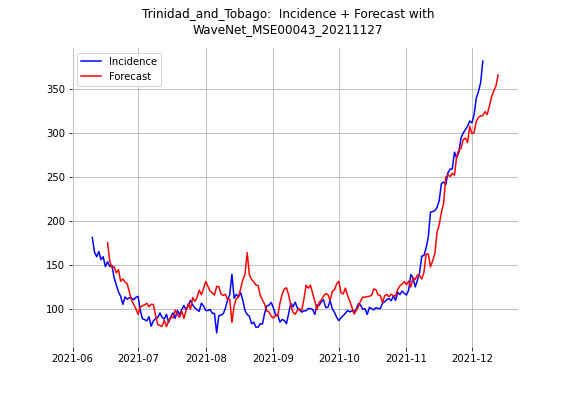 Trinidad_and_Tobago:  Incidence + Forecast with
WaveNet_MSE00043_20211127
Incidence
Forecast
350
300
250
200
150
100
2021-06 2021-07 2021-08 2021-09 2021-10 2021-11 2021-12